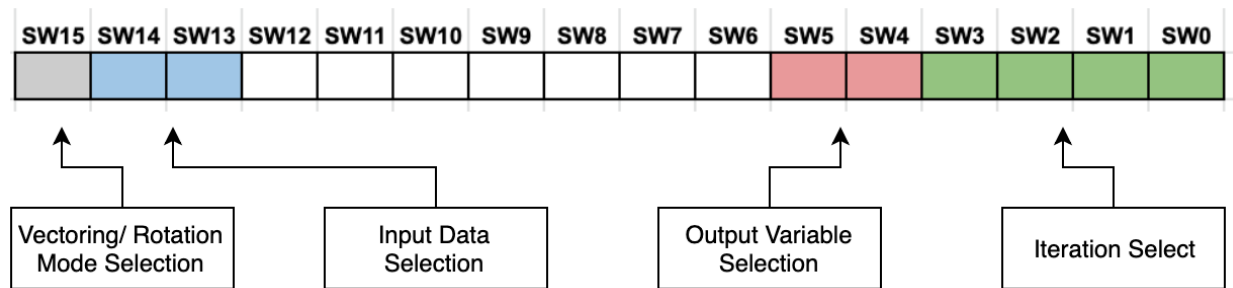 SW15 SW14 SW13 SW12 SW11 SW10 SW9 SW8 SW7 SW6 SW5 SW4 SW3 SW2 SW1 SW0
Vectoring/ Rotation
Mode Selection
Input Data
Selection
Output Variable
Selection
Iteration Select